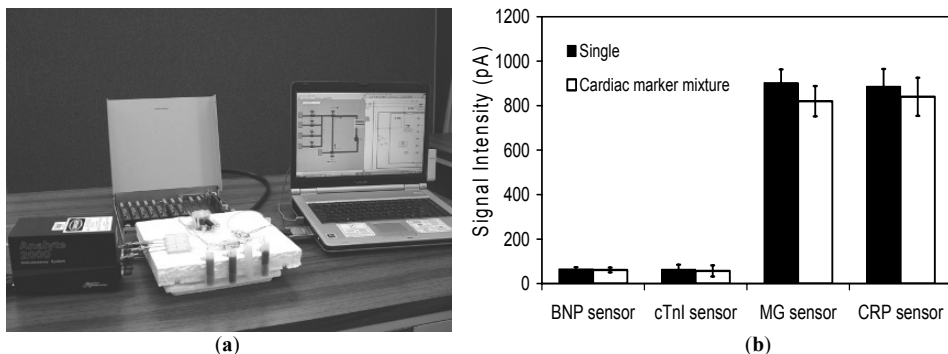 Analyte
2000
(a)
Signal Intensity (pA)
1200
1000
800
600
400
200
0
Single
Cardiac marker mixture
BNP sensor
cTnI sensor
MG sensor
CRP sensor
(b)